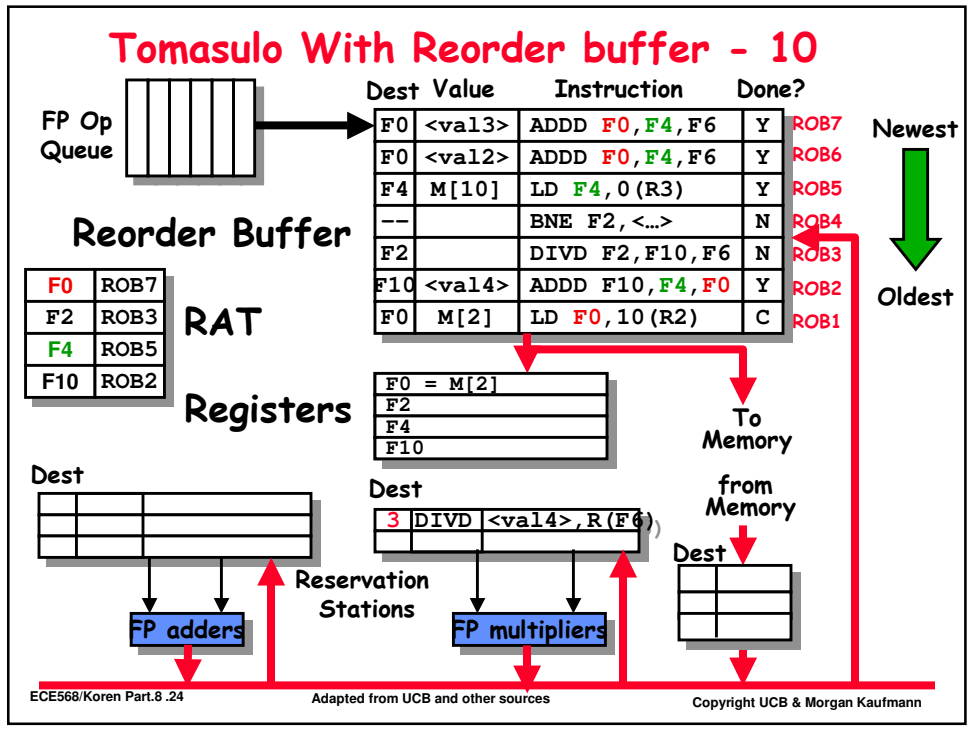 Tomasulo With Reorder buffer - 10
FP Op
Queue
Dest Value Instruction Done?
F0 <val3> ADDD F0,F4,F6 Y ROB7
F0 <val2> ADDD F0,F4,F6 Y ROB6
F4 M[10] LD F4,0(R3) Y ROB5
-- BNE F2,<…> N ROB4
F2 DIVD F2,F10,F6 N ROB3
F10 <val4> ADDD F10,F4,F0 Y ROB2
F0 M[2] LD F0,10(R2) C ROB1
Newest
Oldest
Reorder Buffer
F0 ROB7
F2 ROB3
F4 ROB5
F10 ROB2
RAT
Registers
F0 = M[2]
F2
F4
F10
To
Memory
from
Memory
Dest
Dest
3 DIVD <val4>,R(F6)
Dest
Reservation
Stations
FP adders
FP multipliers
ECE568/Koren Part.8 .24
Adapted from UCB and other sources
Copyright UCB & Morgan Kaufmann